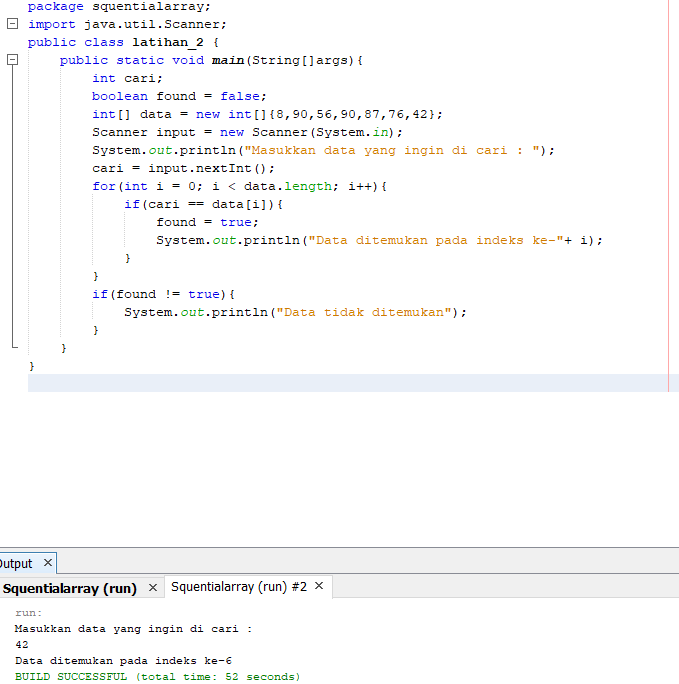 package squentialarray;
import java.util.Scanner;
public class latihan_2 {
    public static void main(String[]args){
        int cari;
        boolean found = false;
        int[] data = new int[]{8,90,56,90,87,76,42};
        Scanner input = new Scanner(System.in);
        System.out.println("Masukkan data yang ingin di cari : ");
        cari = input.nextInt();
        for(int i = 0; i < data.length; i++){
            if(cari == data[i]){
                found = true;
                System.out.println("Data ditemukan pada indeks ke-"+ i);
            }
        }
        if(found != true){
            System.out.println("Data tidak ditemukan");
        }
    }
}
Output ×
Squentialarray (run) × Squentialarray (run) #2 ×
run:
Masukkan data yang ingin di cari :
42
Data ditemukan pada indeks ke-6
BUILD SUCCESSFUL (total time: 52 seconds)